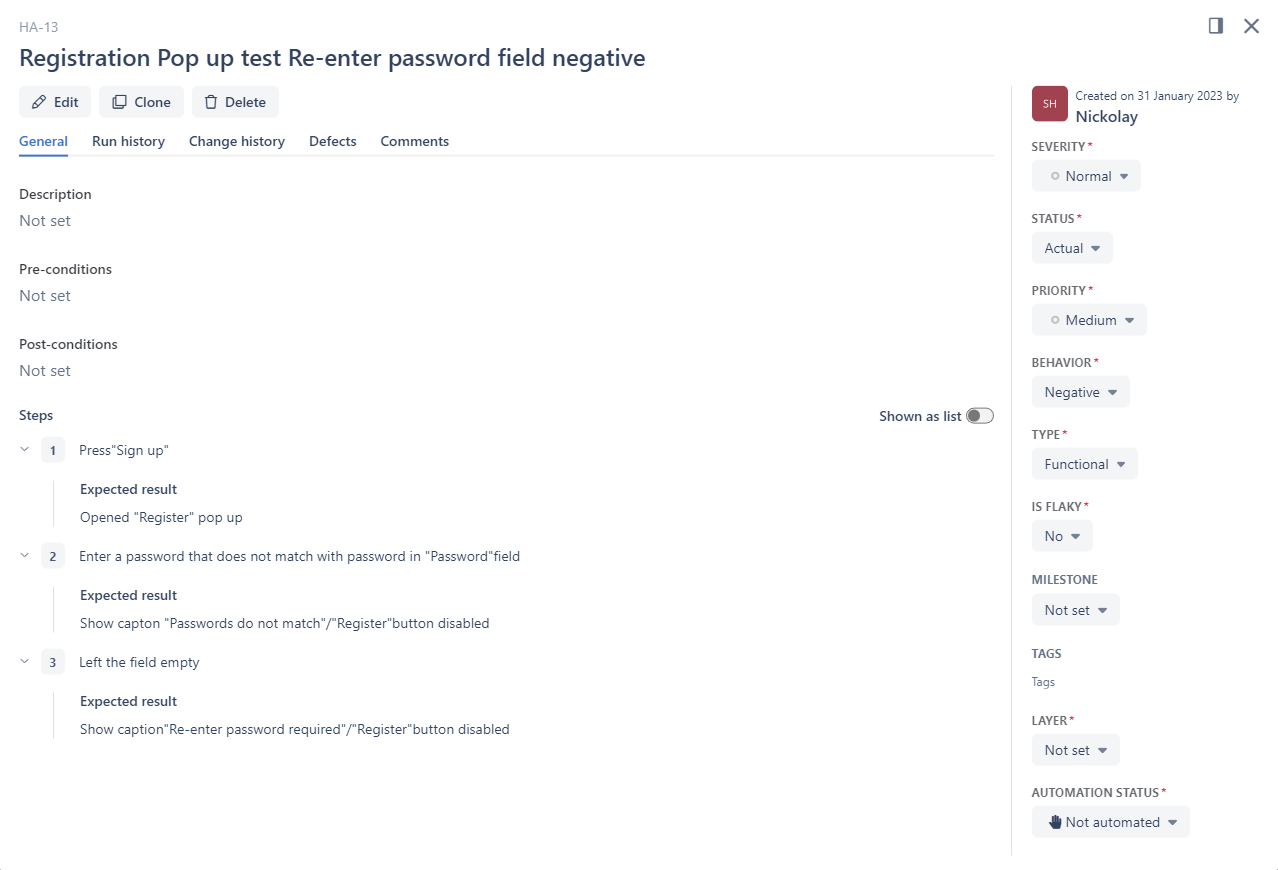 HA-13
Registration Pop up test Re-enter password field negative
Edit
Clone
Delete
General
Run history
Change history
Defects
Comments
Description
Not set
Pre-conditions
Not set
Post-conditions
Not set
Steps
Shown as list
1
Press"Sign up"
Expected result
Opened "Register" pop up
2
Enter a password that does not match with password in "Password"field
Expected result
Show capton "Passwords do not match"/"Register"button disabled
3
Left the field empty
Expected result
Show caption"Re-enter password required"/"Register"button disabled
SH
Created on 31 January 2023 by
Nickolay
SEVERITY*
Normal
STATUS*
Actual
PRIORITY*
Medium
BEHAVIOR*
Negative
TYPE*
Functional
IS FLAKY*
No
MILESTONE
Not set
TAGS
Tags
LAYER*
Not set
AUTOMATION STATUS*
Not automated